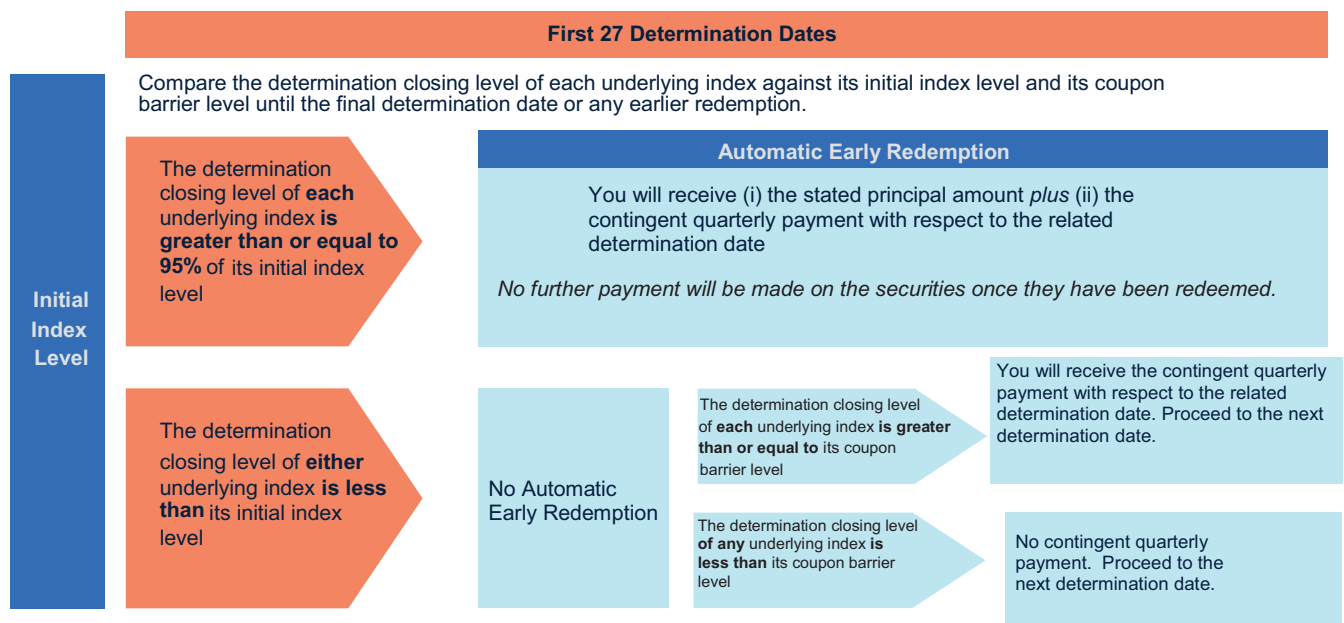 First 27 Determination Dates
Compare the determination closing level of each underlying index against its initial index level and its coupon
barrier level until the final determination date or any earlier redemption.
Initial
Index
Level
The determination
closing level of each
underlying index is
greater than or equal to
95% of its initial index
level
Automatic Early Redemption
You will receive (i) the stated principal amount plus (ii) the
contingent quarterly payment with respect to the related
determination date
No further payment will be made on the securities once they have been redeemed.
The determination
closing level of either
underlying index is less
than its initial index
level
No Automatic
Early Redemption
The determination closing level
of each underlying index is greater
than or equal to its coupon
barrier level
You will receive the contingent quarterly
payment with respect to the related
determination date. Proceed to the next
determination date.
The determination closing level
of any underlying index is
less than its coupon barrier
level
No contingent quarterly
payment. Proceed to the
next determination date.